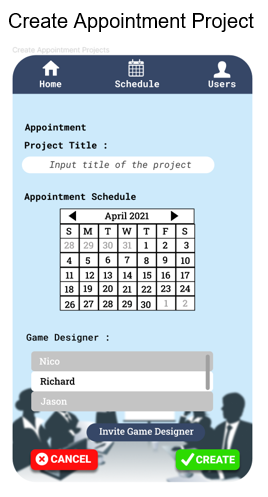 Create Appointment Project
Create Appointment Projects
Home Schedule Users
Appointment
Project Title :
Input title of the project
Appointment Schedule
April 2021
S M T W T F S
28 29 30 31 1 2 3
4 5 6 7 8 9 10
11 12 13 14 15 16 17
18 19 20 21 22 23 24
26 27 28 29 30 1 2
Game Designer :
Nico
Richard
Jason
Invite Game Designer
CANCEL CREATE